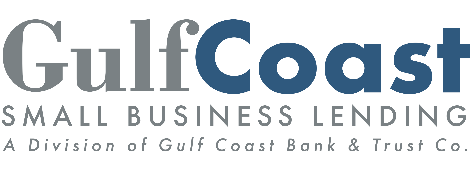 GulfCoast
SMALL BUSINESS LENDING
A Division of Gulf Coast Bank & Trust Co.